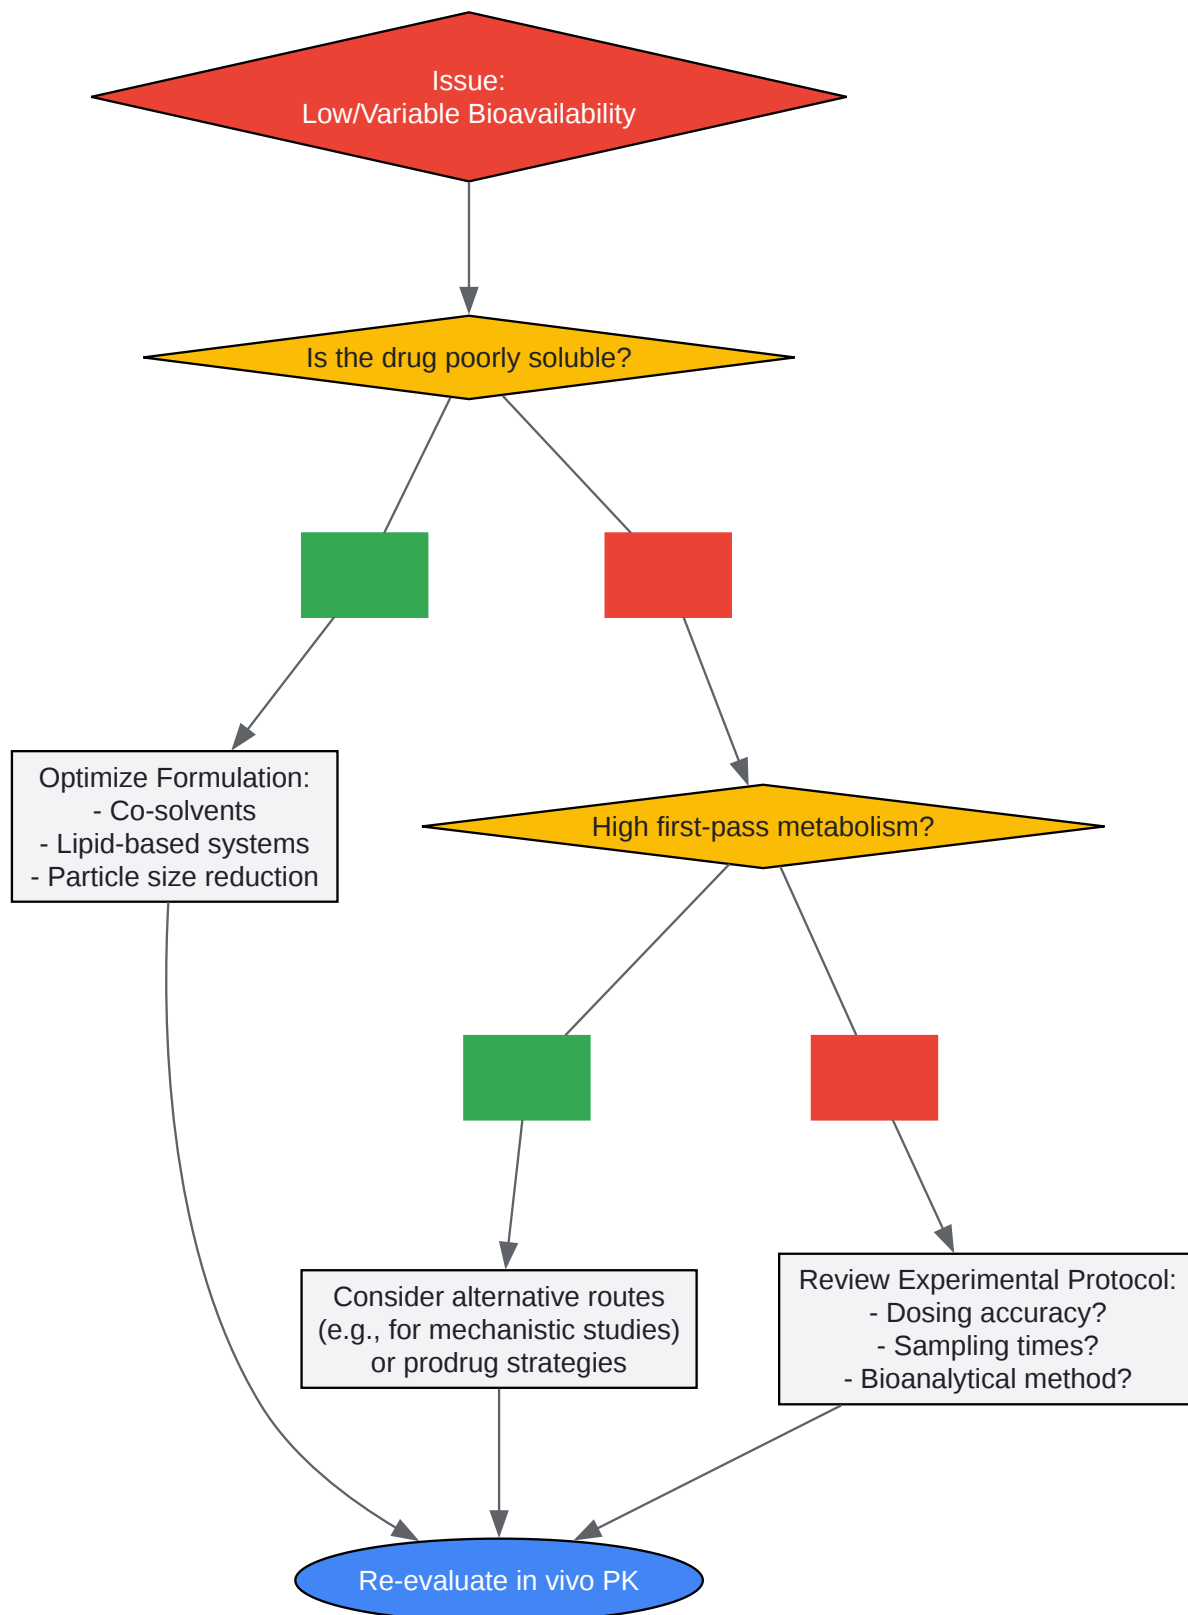 Issue:
Low/Variable Bioavailability
Is the drug poorly soluble?
Optimize Formulation:
- Co-solvents
- Lipid-based systems
- Particle size reduction
High first-pass metabolism?
Consider alternative routes
(e.g., for mechanistic studies)
or prodrug strategies
Review Experimental Protocol:
- Dosing accuracy?
- Sampling times?
- Bioanalytical method?
Re-evaluate in vivo PK